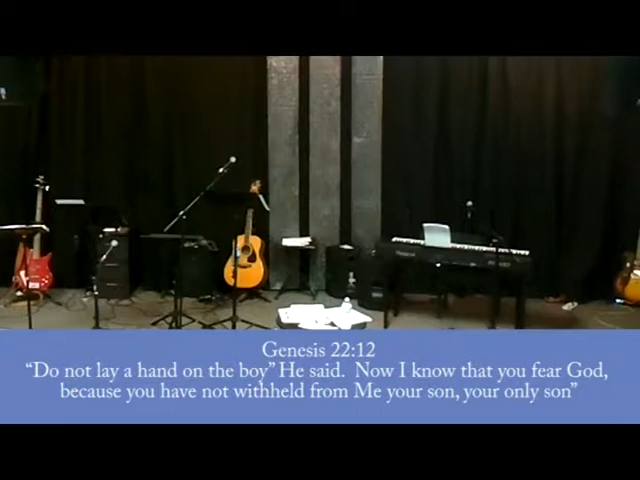 Genesis 22:12
“Do not lay a hand on the boy” He said.  Now I know that you fear God,
because you have not withheld from Me your son, your only son”